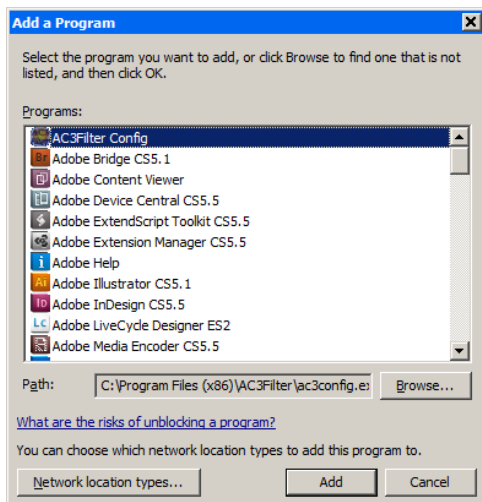 Add a Program
Select the program you want to add, or click Browse to find one that is not
listed, and then click OK.
Programs:
AC3Filter Config
Br Adobe Bridge CS5.1
Adobe Content Viewer
Adobe Device Central CS5.5
Adobe ExtendScript Toolkit CS5.5
Adobe Extension Manager CS5.5
i Adobe Help
Ai Adobe Illustrator CS5.1
ID Adobe InDesign CS5.5
LC Adobe LiveCycle Designer ES2
Adobe Media Encoder CS5.5
Path: C:\Program Files (x86)\AC3Filter\ac3config.e Browse...
What are the risks of unblocking a program?
You can choose which network location types to add this program to.
Network location types... Add Cancel